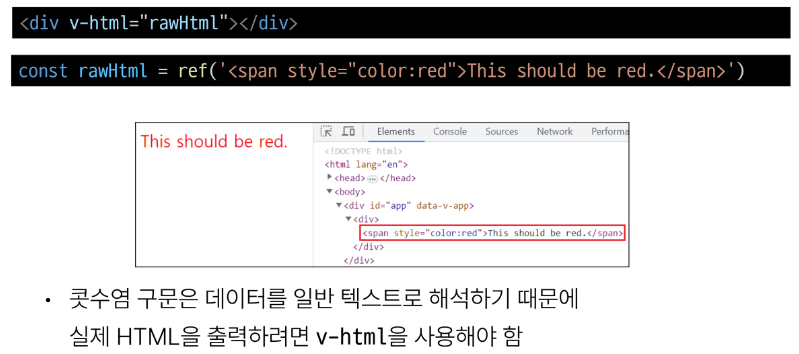 <div v-html="rawHtml"></div>
const rawHtml = ref('<span style="color:red">This should be red.</span>')
This should be red.
Elements Console Sources Network Performa
<!DOCTYPE html>
<html lang="en">
<head> ⋯ </head>
<body>
<div id="app" data-v-app>
<div>
<span style="color:red">This should be red.</span>
</div>
</div>
• 콧수염 구문은 데이터를 일반 텍스트로 해석하기 때문에
실제 HTML을 출력하려면 v-html을 사용해야 함